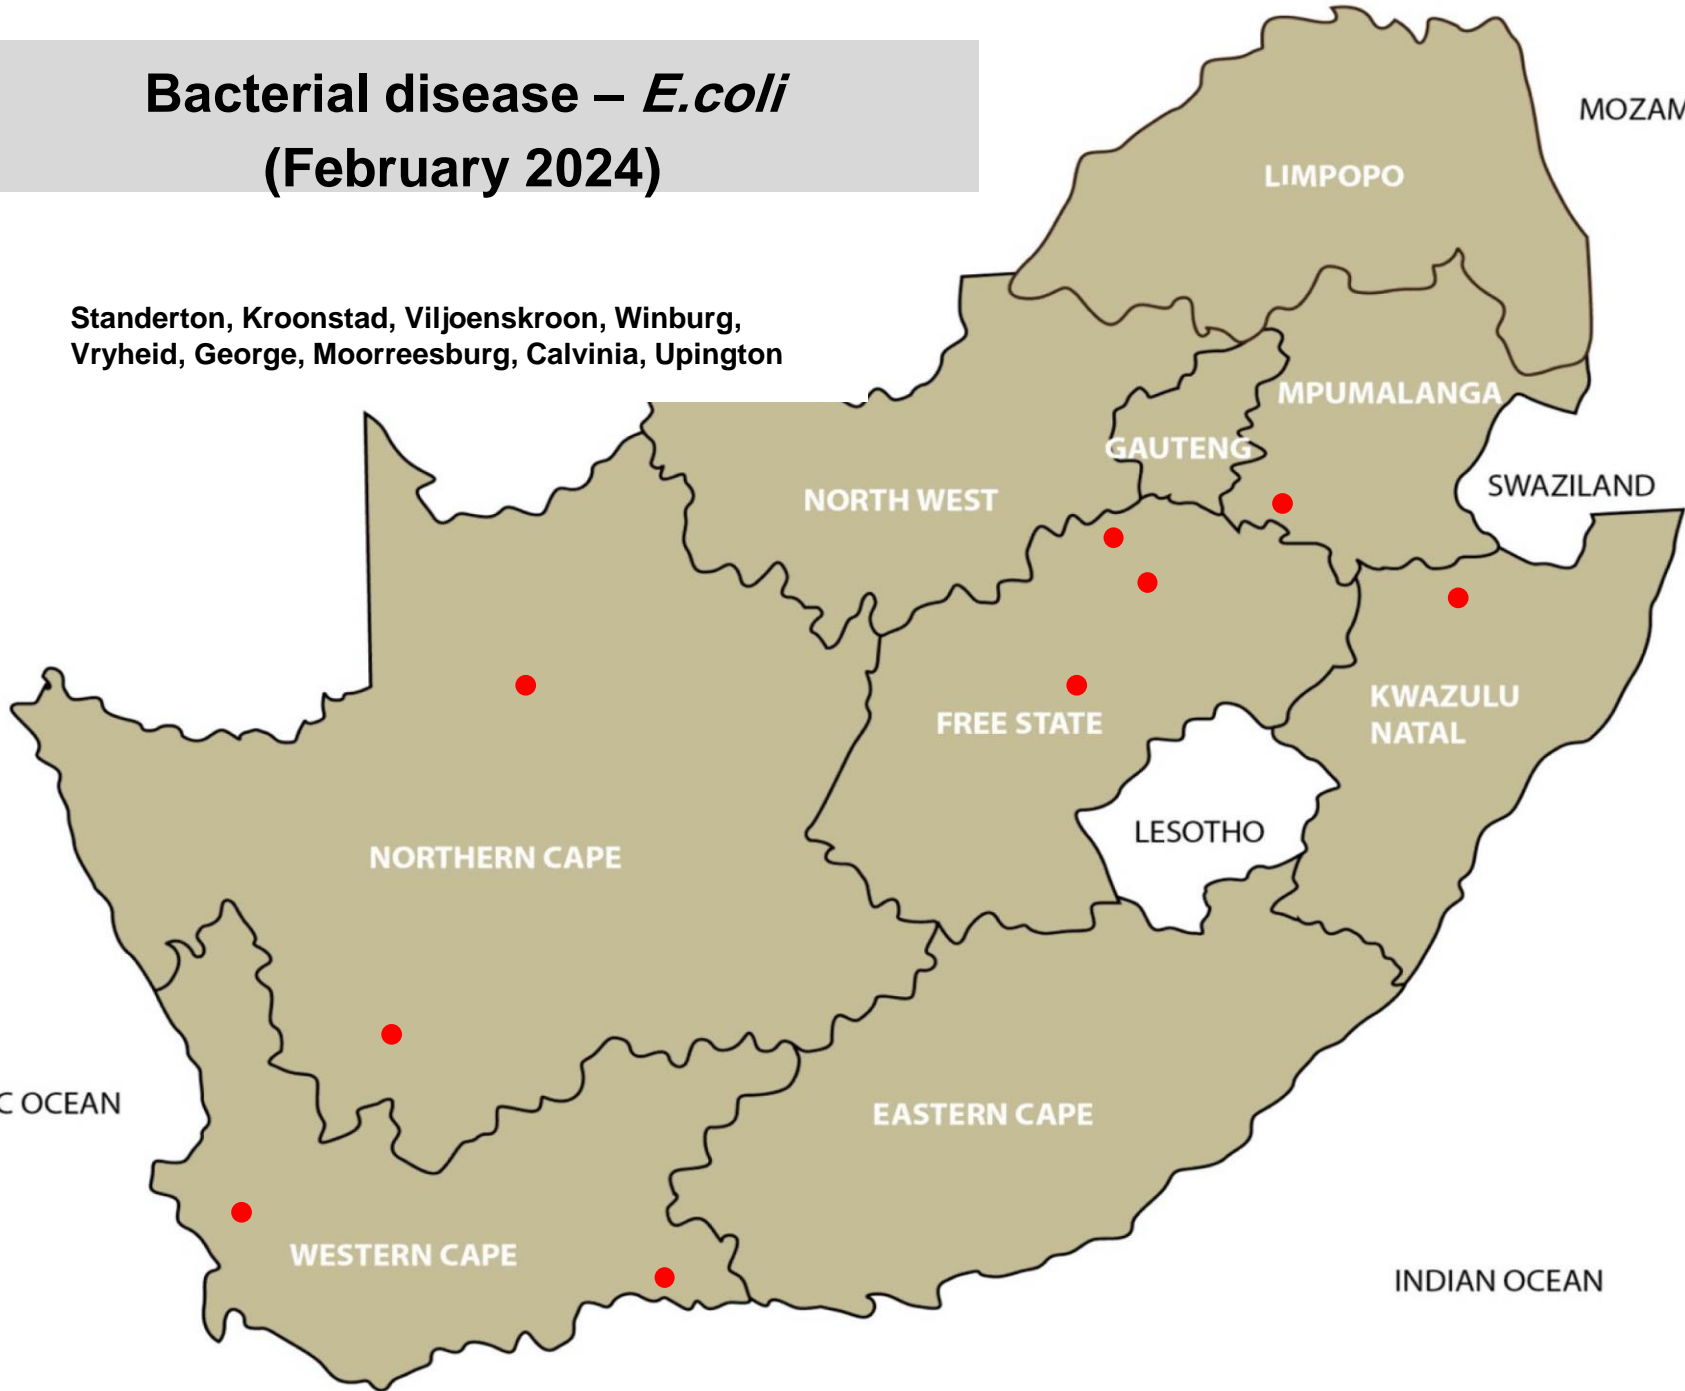 Bacterial disease – E.coli
(February 2024)
MOZAM
LIMPOPO
Standerton, Kroonstad, Viljoenskroon, Winburg,
Vryheid, George, Moorreesburg, Calvinia, Upington
MPUMALANGA
GAUTENG
SWAZILAND
NORTH WEST
KWAZULU
NATAL
FREE STATE
LESOTHO
NORTHERN CAPE
C OCEAN
EASTERN CAPE
WESTERN CAPE
INDIAN OCEAN